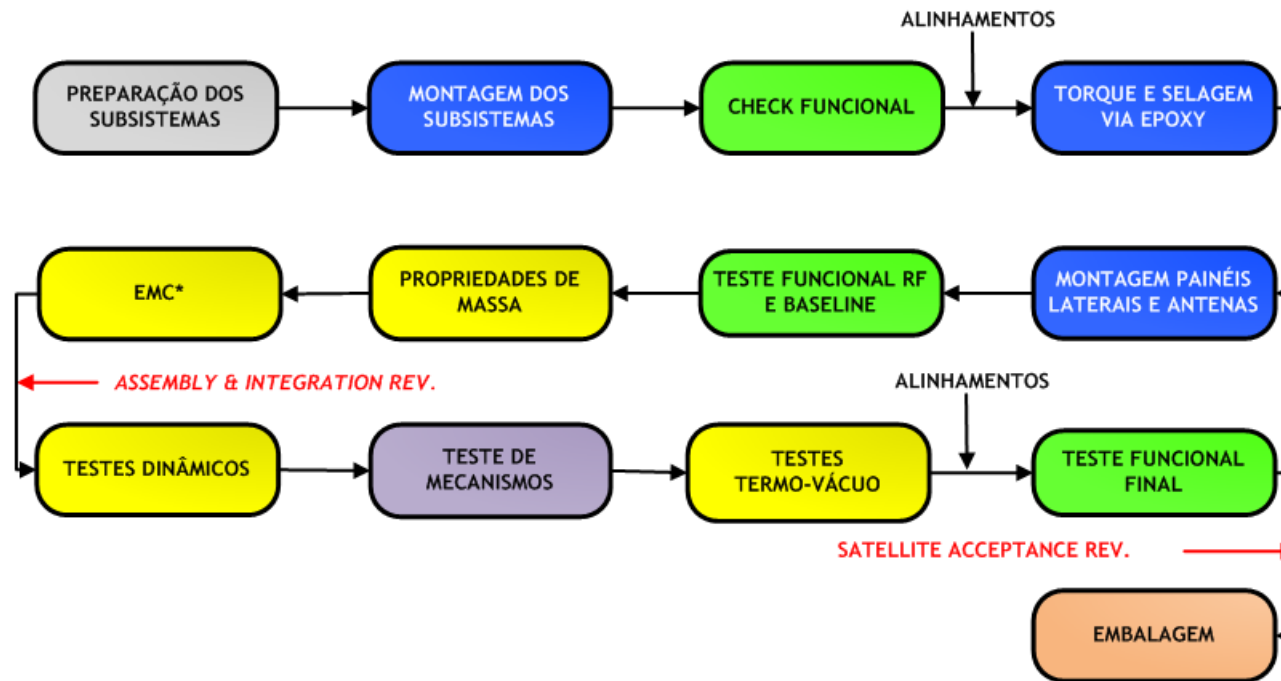 ALINHAMENTOS
PREPARAÇÃO DOS
SUBSISTEMAS
MONTAGEM DOS
SUBSISTEMAS
CHECK FUNCIONAL
TORQUE E SELAGEM
VIA EPOXY
EMC*
PROPRIEDADES DE
MASSA
TESTE FUNCIONAL RF
E BASELINE
MONTAGEM PAINÉIS
LATERAIS E ANTENAS
ASSEMBLY & INTEGRATION REV.
ALINHAMENTOS
TESTES DINÂMICOS
TESTE DE
MECANISMOS
TESTES
TERMO-VÁCUO
TESTE FUNCIONAL
FINAL
SATELLITE ACCEPTANCE REV.
EMBALAGEM